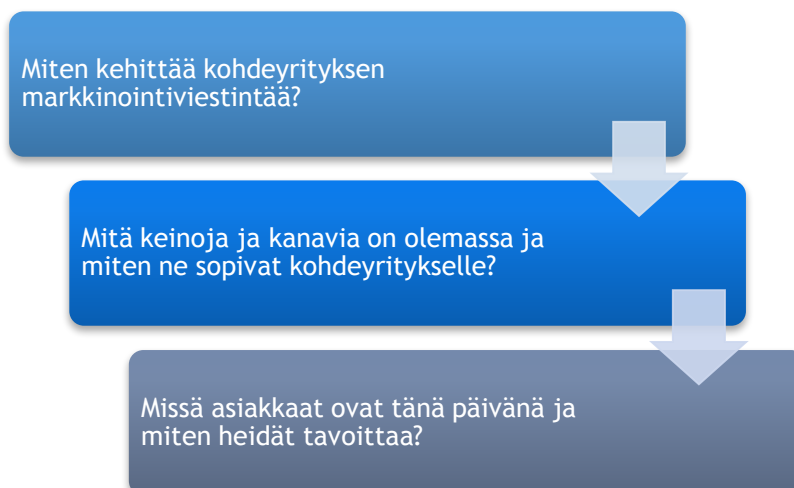 Miten kehittää kohdeyrityksen
markkinointiviestintää?
Mitä keinoja ja kanavia on olemassa ja
miten ne sopivat kohdeyritykselle?
Missä asiakkaat ovat tänä päivänä ja
miten heidät tavoittaa?